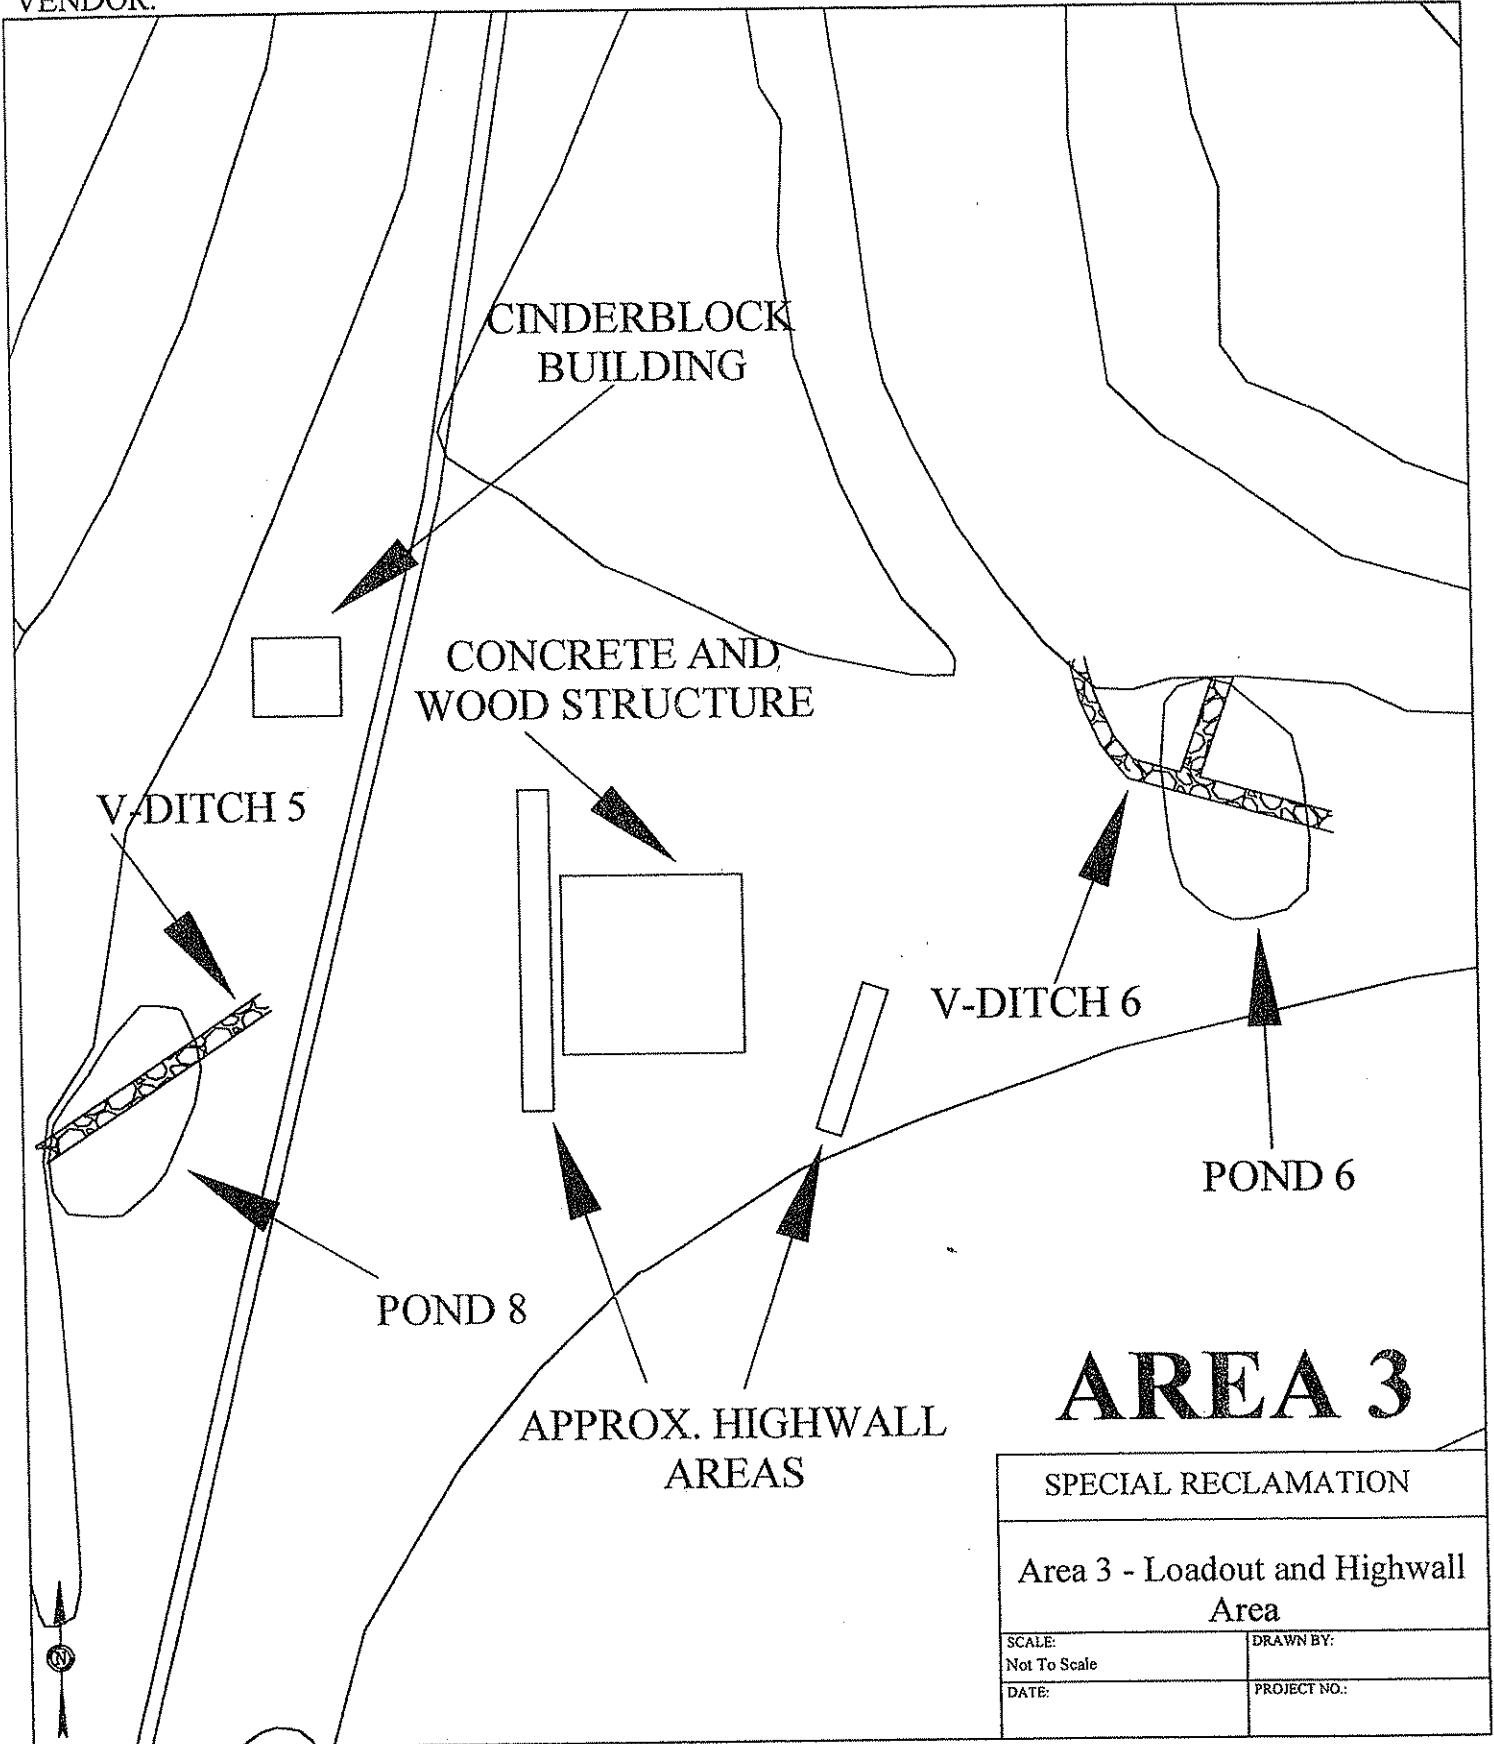 VENDOR:
CINDERBLOCK
BUILDING
CONCRETE AND
WOOD STRUCTURE
V-DITCH 5
V-DITCH 6
POND 6
POND 8
APPROX. HIGHWALL
AREAS
AREA 3
SPECIAL RECLAMATION
Area 3 - Loadout and Highwall
Area
SCALE:
Not To Scale
DRAWN BY:
DATE:
PROJECT NO.:
N